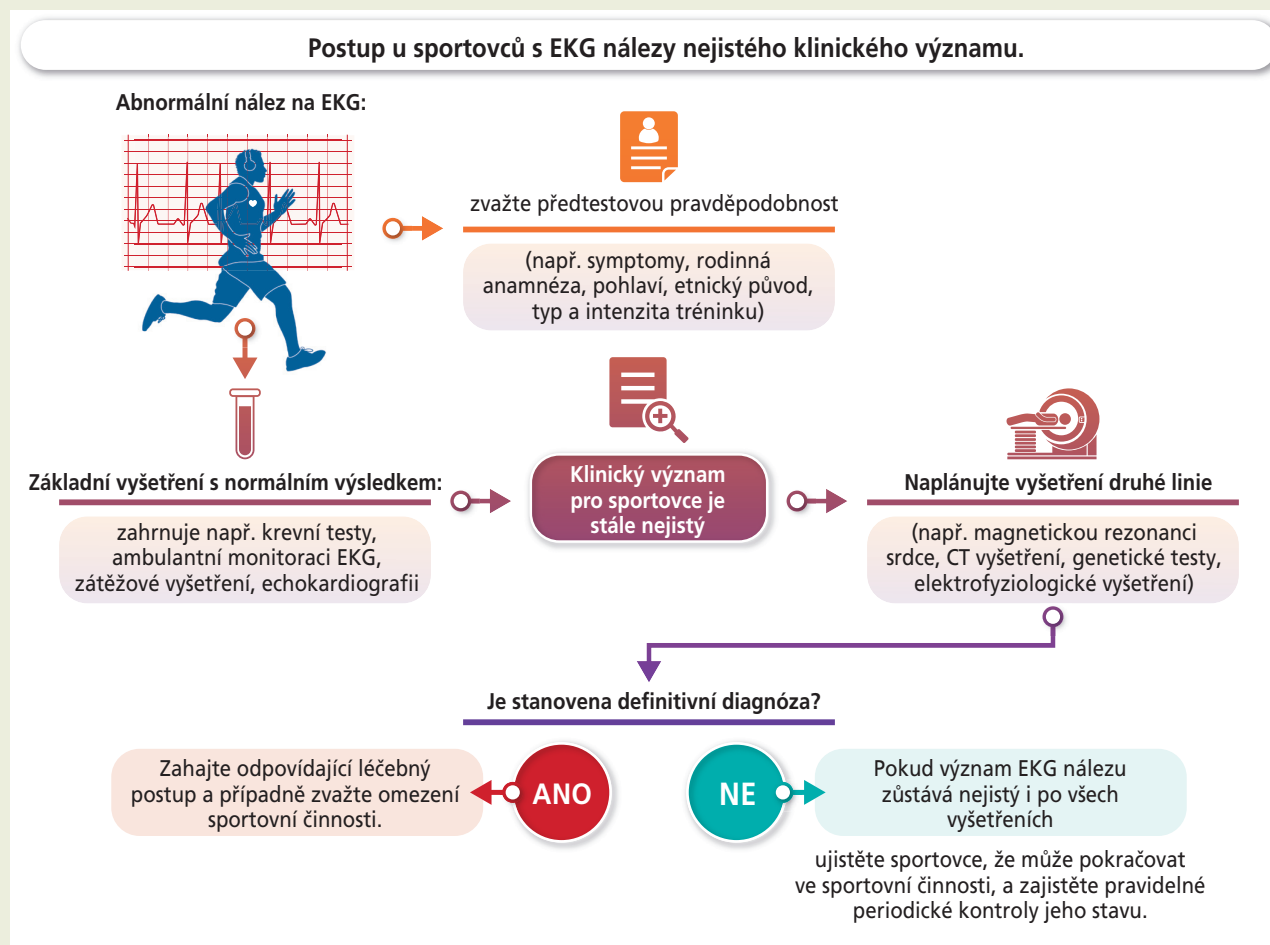 Postup u sportovců s EKG nálezy nejistého klinického významu.
Abnormální nález na EKG:
zvažte předtestovou pravděpodobnost
(např. symptomy, rodinná
anamnéza, pohlaví, etnický původ,
typ a intenzita tréninku)
Základní vyšetření s normálním výsledkem:
zahrnuje např. krevní testy,
ambulantní monitoraci EKG,
zátěžové vyšetření, echokardiografii
Klinický význam
pro sportovce je
stále nejistý
Naplánujte vyšetření druhé linie
(např. magnetickou rezonanci
srdce, CT vyšetření, genetické testy,
elektrofyziologické vyšetření)
Je stanovena definitivní diagnóza?
Zahajte odpovídající léčebný
postup a případně zvažte omezení
sportovní činnosti.
ANO
NE
Pokud význam EKG nálezu
zůstává nejistý i po všech
vyšetřeních
ujistěte sportovce, že může pokračovat
ve sportovní činnosti, a zajistěte pravidelné
periodické kontroly jeho stavu.